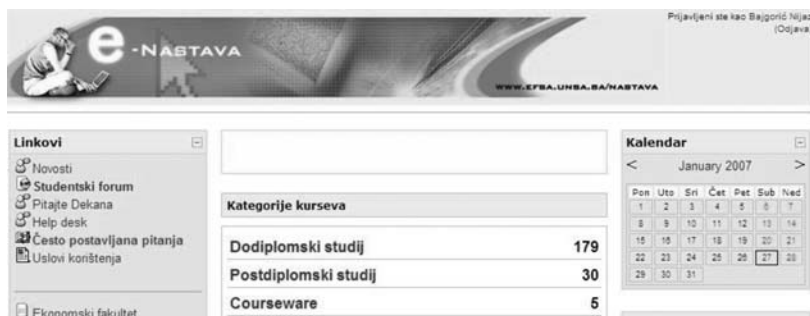 Prijavljeni ste kao Bajgorić Nijaz
(Odjava
e-NASTAVA
WWW.EFBA.UNBA.BA/NASTAVA
Linkovi
Novosti
Studentski forum
Pitajte Dekana
Help desk
Često postavljana pitanja
Uslovi korištenja
Ekonomski fakultet
Kategorije kurseva
Dodiplomski studij 179
Postdiplomski studij 30
Courseware 5
Kalendar
< January 2007 >
Pon Uto Sri Čet Pet Sub Ned
1 2 3 4 5 6 7
8 9 10 11 12 13 14
15 16 17 18 19 20 21
22 23 24 25 26 27 28
29 30 31